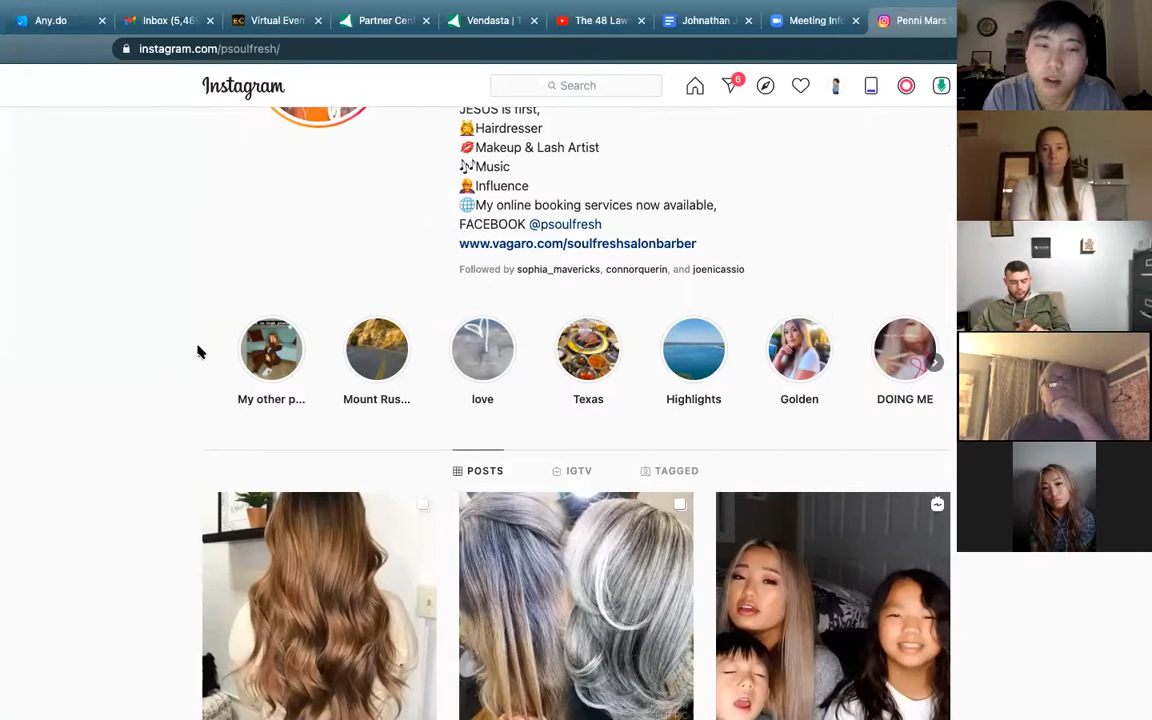 Any.do
Inbox (5,46
Virtual Even
Partner Cen
Vendasta | T
The 48 Law
Johnathan J
Meeting Info
Penni Mars
instagram.com/psoulfresh/
Instagram
Search
6
JESUS is first,
Hairdresser
Makeup & Lash Artist
Music
Influence
My online booking services now available,
FACEBOOK @psoulfresh
www.vagaro.com/soulfreshsalonbarber
Followed by sophia_mavericks, connorquerin, and joenicassio
My other p...
Mount Rus...
love
Texas
Highlights
Golden
DOING ME
POSTS
IGTV
TAGGED